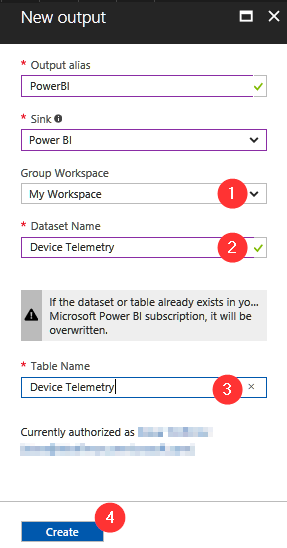 New output
* Output alias
PowerBI
* Sink
Power BI
Group Workspace
My Workspace
1
* Dataset Name
Device Telemetry
2
If the dataset or table already exists in yo...
Microsoft Power BI subscription, it will be
overwritten.
* Table Name
Device Telemetry
3
Currently authorized as
4
Create